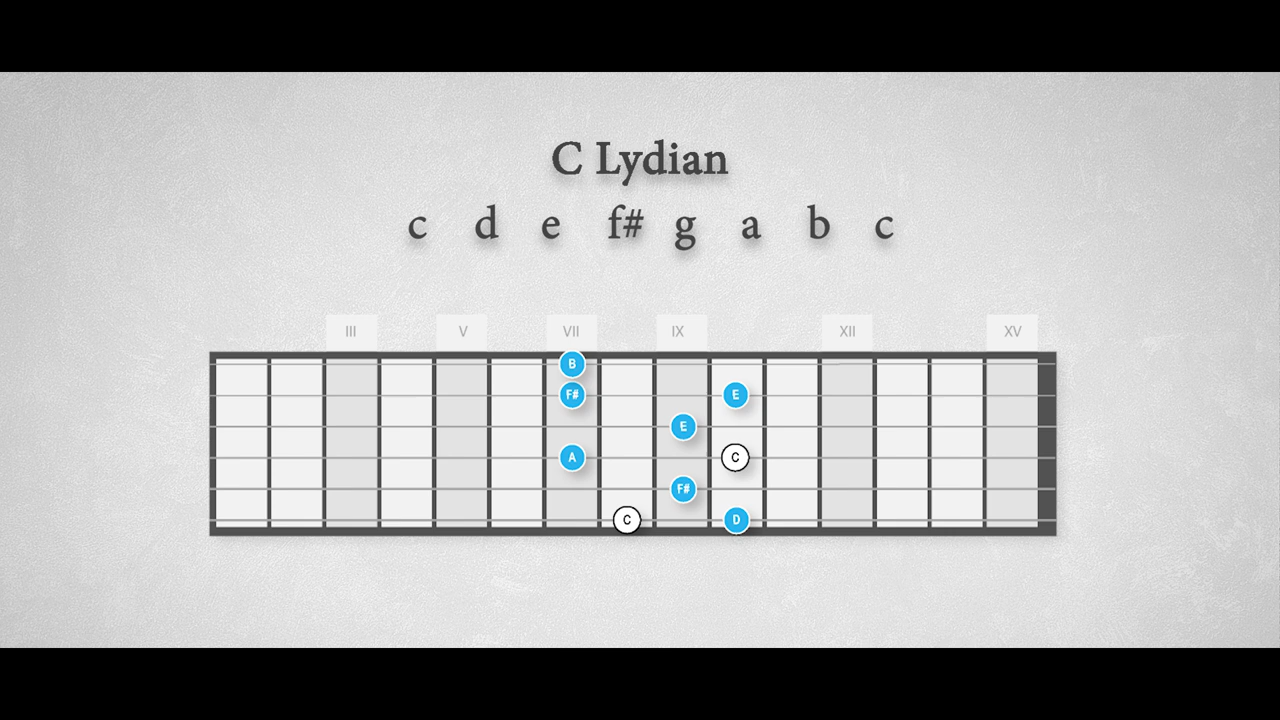 C Lydian
c d e f# g a b c
III V VII IX XII XV
B
F# E
E
A C
F#
C D